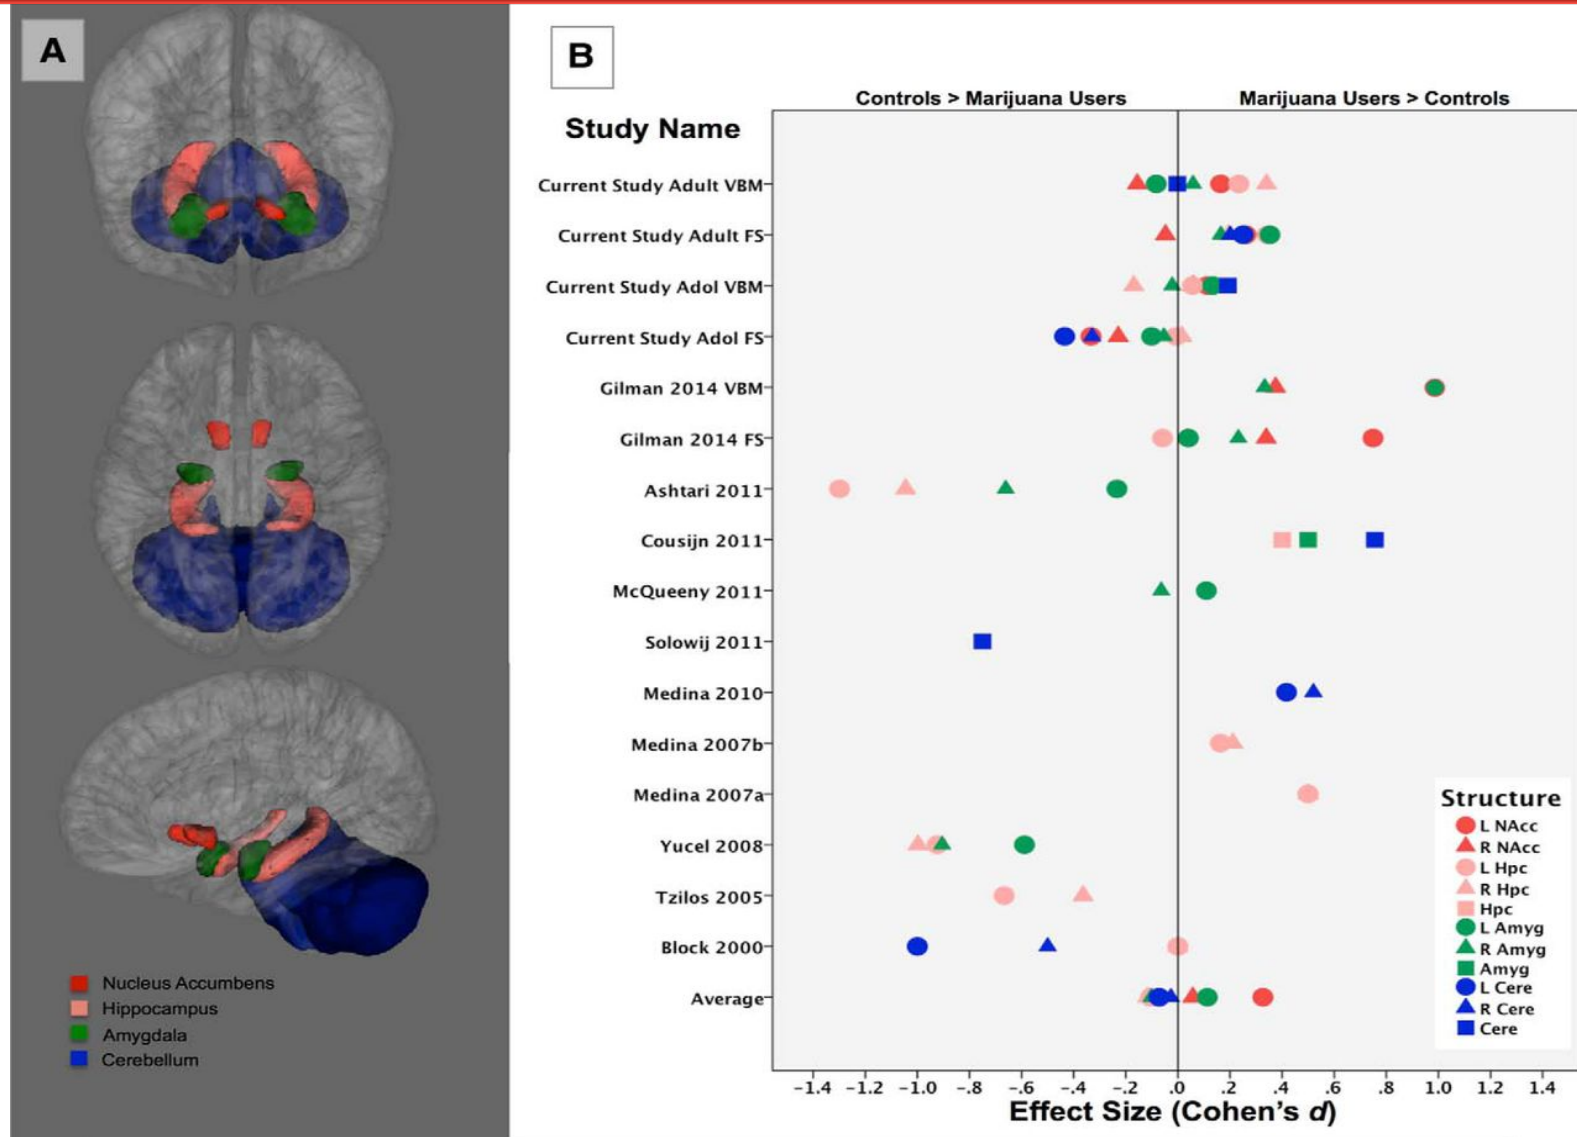 A
Nucleus Accumbens
Hippocampus
Amygdala
Cerebellum
B
Controls > Marijuana Users
Marijuana Users > Controls
Study Name
Current Study Adult VBM
Current Study Adult FS
Current Study Adol VBM
Current Study Adol FS
Gilman 2014 VBM
Gilman 2014 FS
Ashtari 2011
Cousijn 2011
McQueeny 2011
Solowij 2011
Medina 2010
Medina 2007b
Medina 2007a
Yucel 2008
Tzilos 2005
Block 2000
Average
Structure
L NAcc
R NAcc
L Hpc
R Hpc
Hpc
L Amyg
R Amyg
Amyg
L Cere
R Cere
Cere
-1.4 -1.2 -1.0 -.8 -.6 -.4 -.2 .0 .2 .4 .6 .8 1.0 1.2 1.4
Effect Size (Cohen's d)